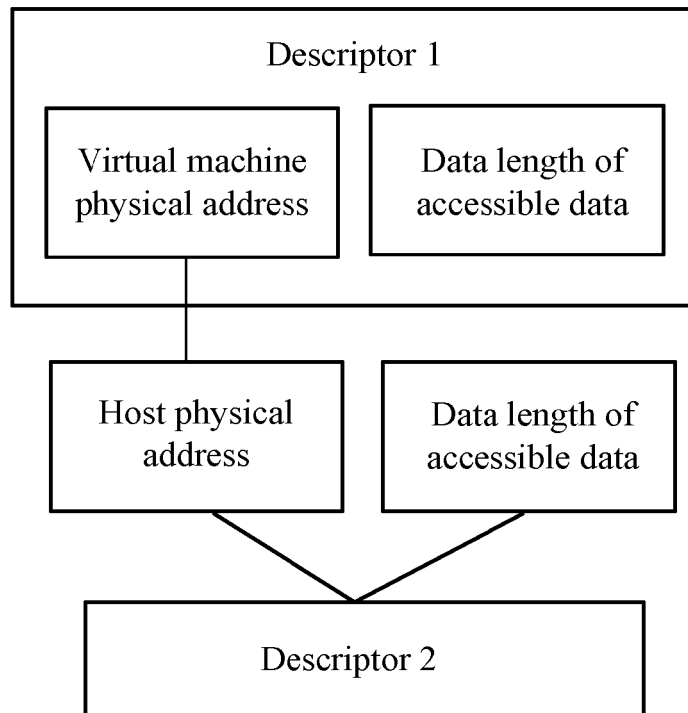 Descriptor 1
Virtual machine
physical address
Data length of
accessible data
Host physical
address
Data length of
accessible data
Descriptor 2